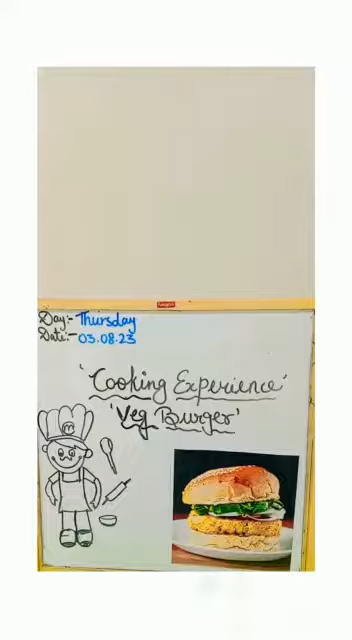 Day:- Thursday
Date:- 03.08.23
'Cooking Experience'
'Veg Burger'
M